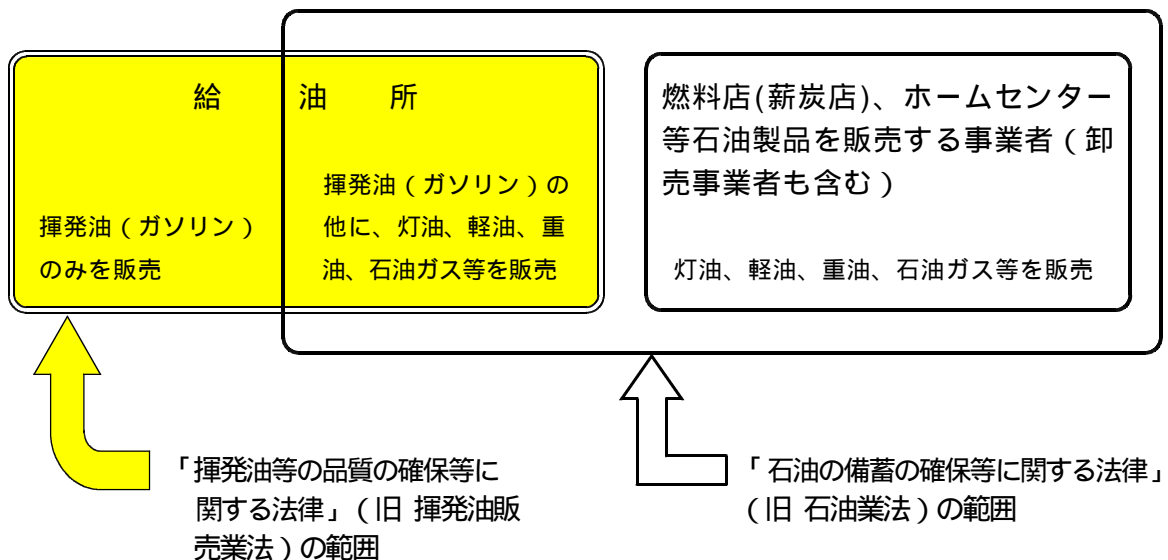 給 油 所
揮発油(ガソリン)
のみを販売
揮発油(ガソリン)の
他に、灯油、軽油、重
油、石油ガス等を販売
燃料店(薪炭店)、ホームセンター
等石油製品を販売する事業者(卸
売事業者も含む)
灯油、軽油、重油、石油ガス等を販売
「揮発油等の品質の確保等に
関する法律」(旧 揮発油販
売業法)の範囲
「石油の備蓄の確保等に関する法律」
(旧 石油業法)の範囲